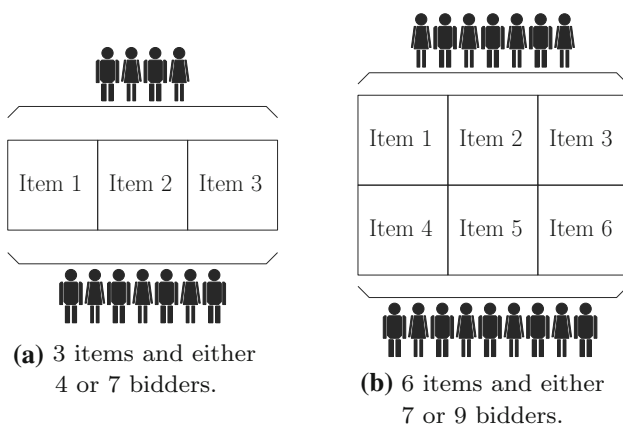 Item 1 Item 2 Item 3
(a) 3 items and either
4 or 7 bidders.
Item 1 Item 2 Item 3
Item 4 Item 5 Item 6
(b) 6 items and either
7 or 9 bidders.